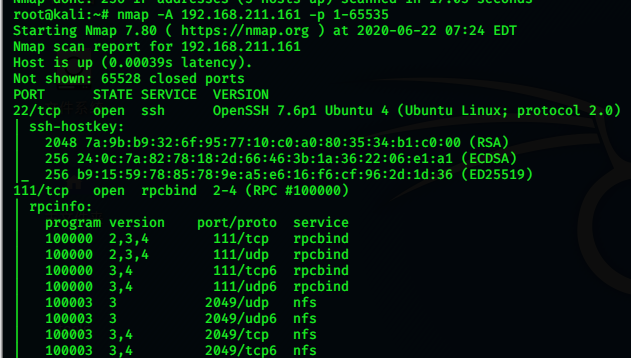 Nmap done: 256 IP addresses (5 hosts up) scanned in 17.05 seconds
root@kali:~# nmap -A 192.168.211.161 -p 1-65535
Starting Nmap 7.80 ( https://nmap.org ) at 2020-06-22 07:24 EDT
Nmap scan report for 192.168.211.161
Host is up (0.00039s latency).
Not shown: 65528 closed ports
PORT STATE SERVICE VERSION
22/tcp open ssh OpenSSH 7.6p1 Ubuntu 4 (Ubuntu Linux; protocol 2.0)
| ssh-hostkey:
| 2048 7a:9b:b9:32:6f:95:77:10:c0:a0:80:35:34:b1:c0:00 (RSA)
| 256 24:0c:7a:82:78:18:2d:66:46:3b:1a:36:22:06:e1:a1 (ECDSA)
|_ 256 b9:15:59:78:85:78:9e:a5:e6:16:f6:cf:96:2d:1d:36 (ED25519)
111/tcp open rpcbind 2-4 (RPC #100000)
| rpcinfo:
| program version port/proto service
| 100000 2,3,4 111/tcp rpcbind
| 100000 2,3,4 111/udp rpcbind
| 100000 3,4 111/tcp6 rpcbind
| 100000 3,4 111/udp6 rpcbind
| 100003 3 2049/udp nfs
| 100003 3 2049/udp6 nfs
| 100003 3,4 2049/tcp nfs
| 100003 3,4 2049/tcp6 nfs